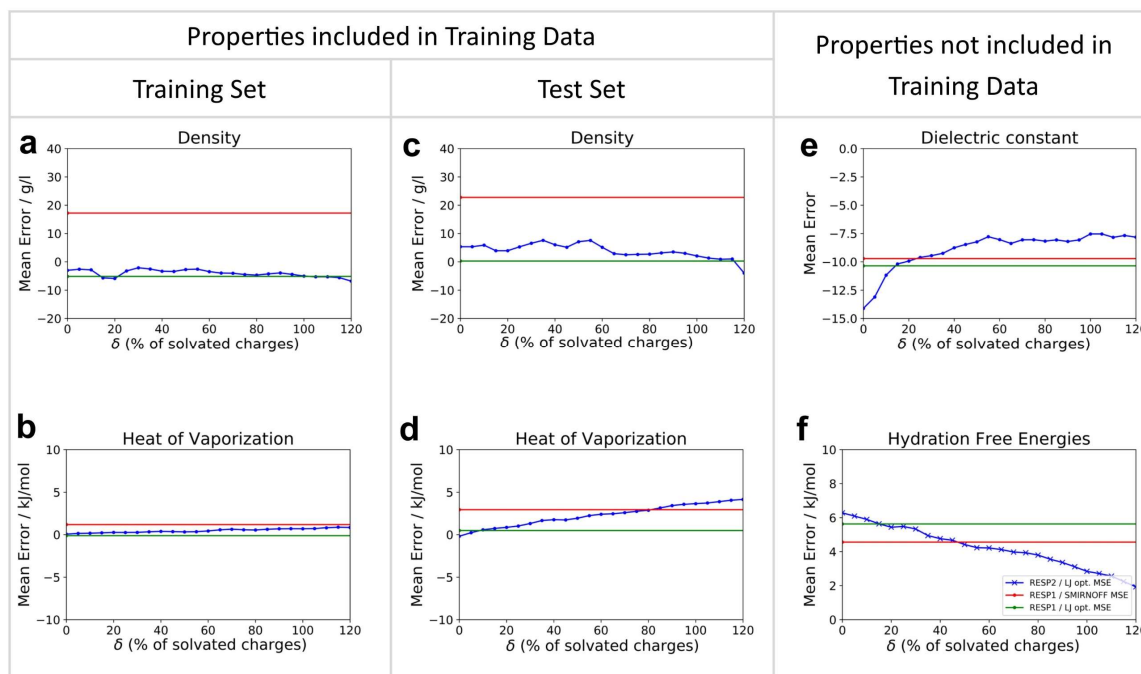 Properties included in Training Data
Properties not included in
Training Data
Training Set
Test Set
a
Density
Mean Error / g/l
40
30
20
10
0
−10
−20
0
20
40
60
80
100
120
δ (% of solvated charges)
c
Density
Mean Error / g/l
40
30
20
10
0
−10
−20
0
20
40
60
80
100
120
δ (% of solvated charges)
e
Dielectric constant
Mean Error
0.0
−2.5
−5.0
−7.5
−10.0
−12.5
−15.0
0
20
40
60
80
100
120
δ (% of solvated charges)
b
Heat of Vaporization
Mean Error / kJ/mol
10
5
0
−5
−10
0
20
40
60
80
100
120
δ (% of solvated charges)
d
Heat of Vaporization
Mean Error / kJ/mol
10
5
0
−5
−10
0
20
40
60
80
100
120
δ (% of solvated charges)
f
Hydration Free Energies
Mean Error / kJ/mol
10
8
6
4
2
0
0
20
40
60
80
100
120
δ (% of solvated charges)
RESP2 / LJ opt. MSE
RESP1 / SMIRNOFF MSE
RESP1 / LJ opt. MSE